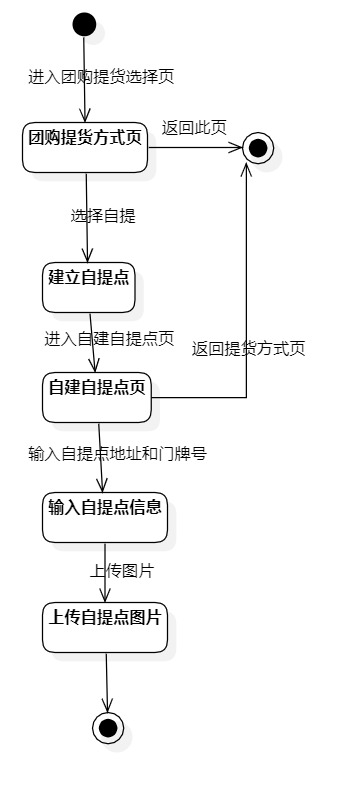 进入团购提货选择页
返回此页
团购提货方式页
选择自提
建立自提点
进入自建自提点页
返回提货方式页
自建自提点页
输入自提点地址和门牌号
输入自提点信息
上传图片
上传自提点图片